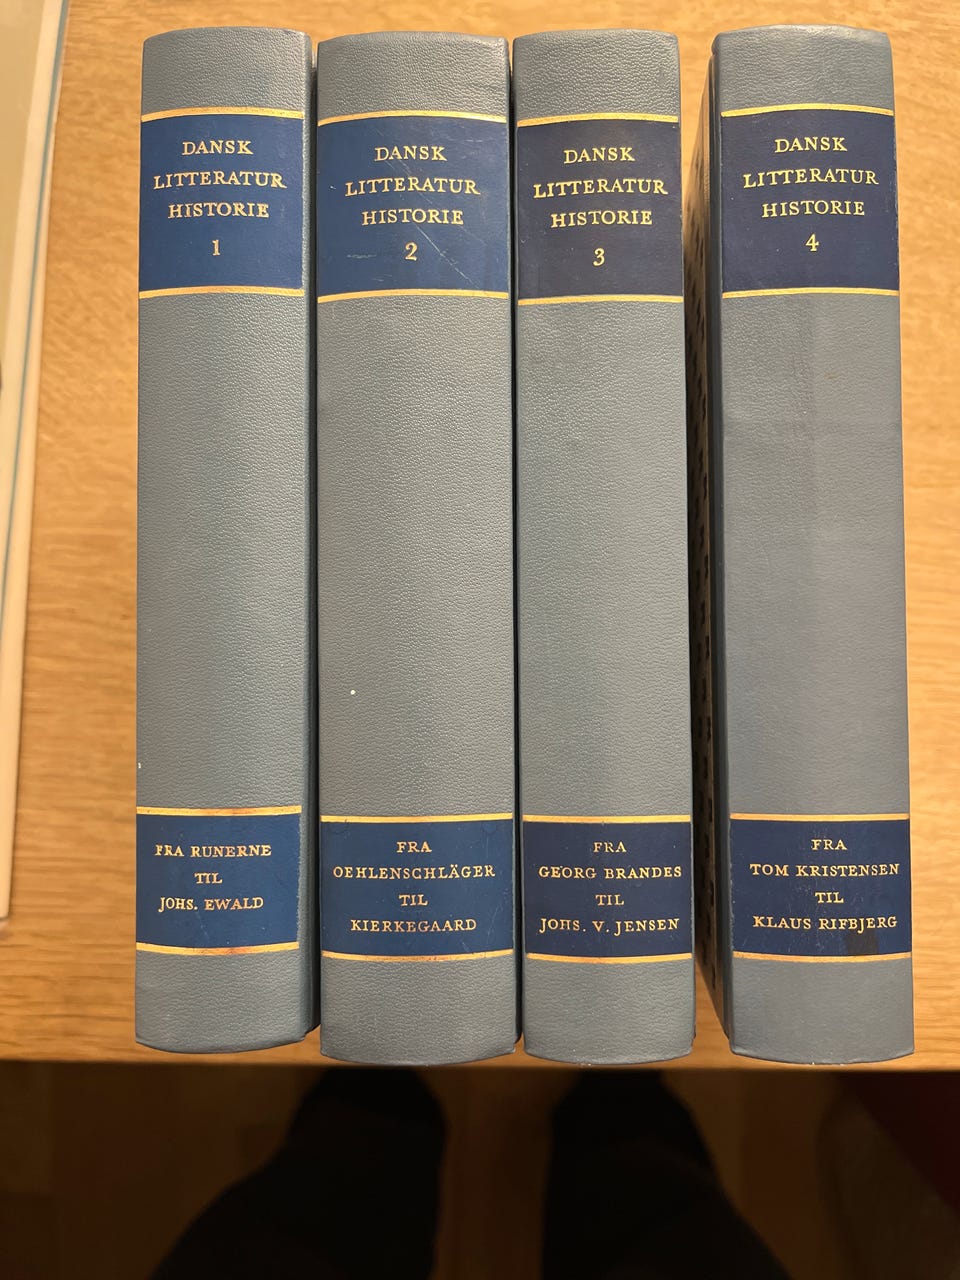 DANSK
LITTERATUR
HISTORIE
1
FRA RUNERNE
TIL
JOHS. EWALD
DANSK
LITTERATUR
HISTORIE
2
FRA
OEHLENSCHLÄGER
TIL
KIERKEGAARD
DANSK
LITTERATUR
HISTORIE
3
FRA
GEORG BRANDES
TIL
JOHS. V. JENSEN
DANSK
LITTERATUR
HISTORIE
4
FRA
TOM KRISTENSEN
TIL
KLAUS RIFBJERG